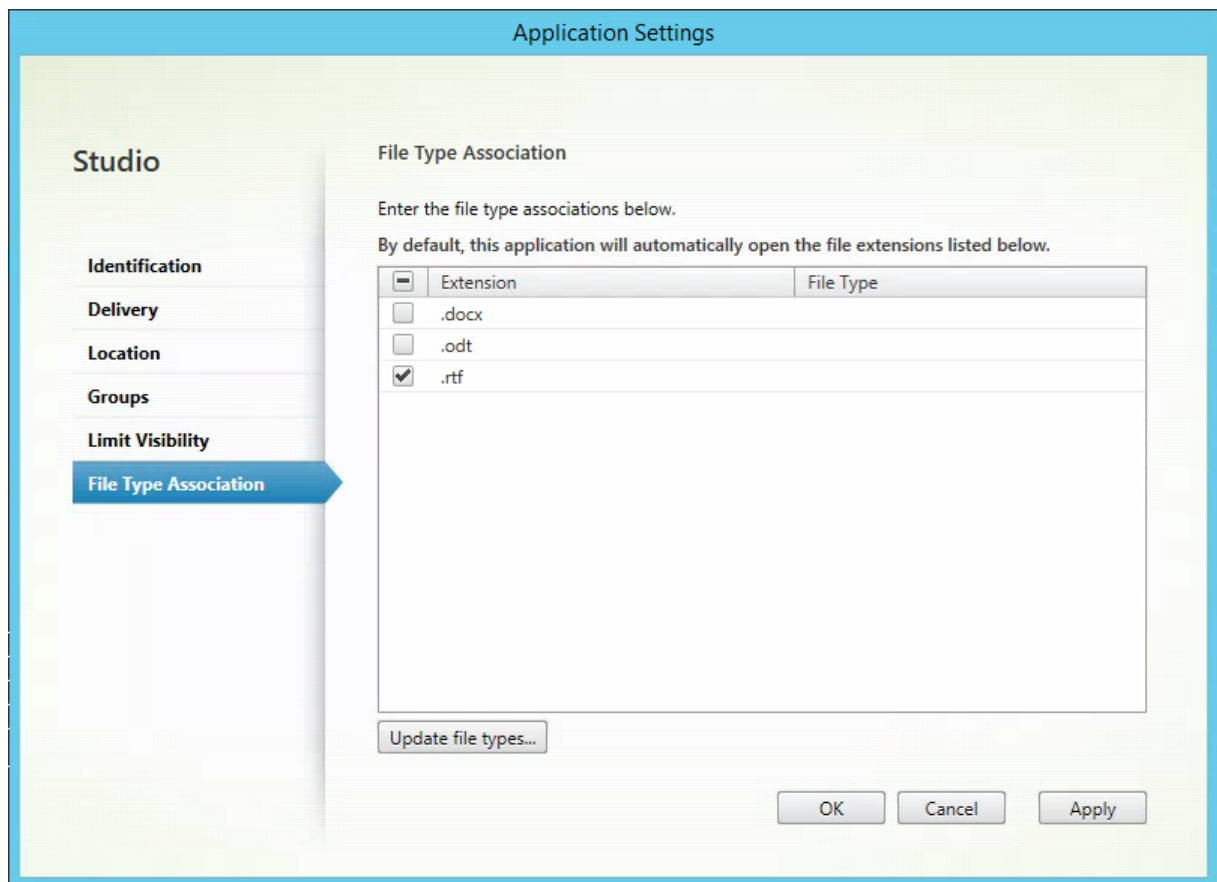 Application Settings
Studio
Identification
Delivery
Location
Groups
Limit Visibility
File Type Association
File Type Association
Enter the file type associations below.
By default, this application will automatically open the file extensions listed below.
Extension File Type
.docx
.odt
.rtf
Update file types...
OK Cancel Apply